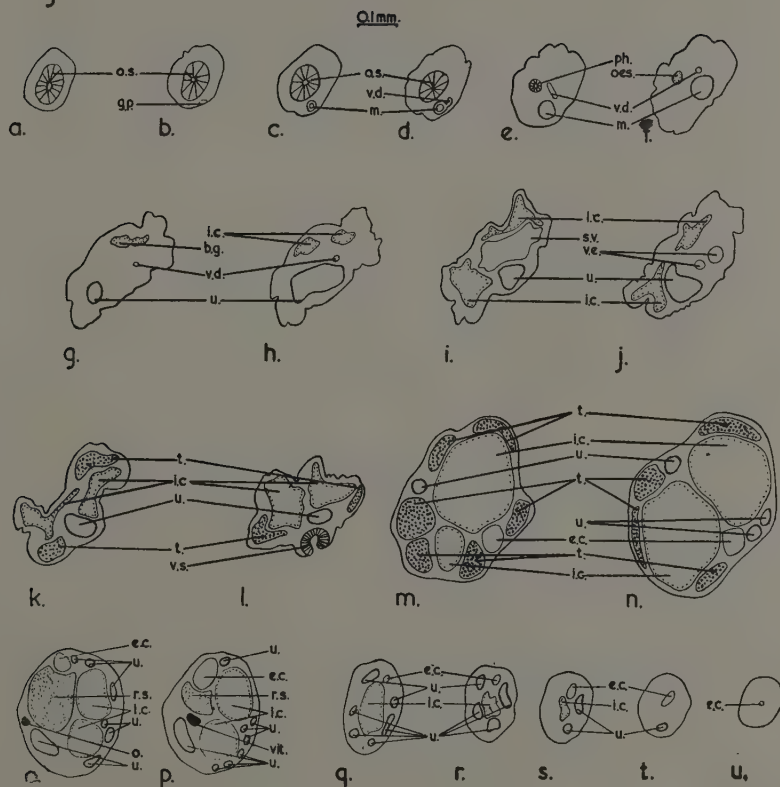 0.1mm.
o.s.
g.p.
a. b.
o.s.
v.d.
m.
c. d.
ph.
oes.
v.d.
m.
e. f.
i.c.
b.g.
v.d.
u.
g. h.
i.c.
s.v.
v.e.
u.
i.c.
i. j.
t.
i.c
u.
t.
v.s.
k. l.
t.
i.c.
u.
t.
u.
e.c.
t.
i.c.
m. n.
e.c.
u.
r.s.
i.c.
u.
o.
u.
o.
u.
e.c.
r.s.
i.c.
u.
vit.
u.
p.
e.c.
u.
i.c.
u.
q. r.
e.c.
i.c.
u.
s. t.
e.c.
u.